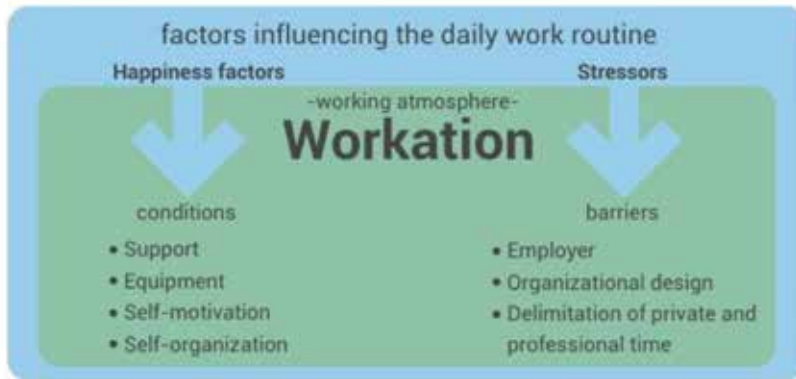 factors influencing the daily work routine
Happiness factors
Stressors
-working atmosphere-
Workation
conditions
• Support
• Equipment
• Self-motivation
• Self-organization
barriers
• Employer
• Organizational design
• Delimitation of private and
professional time